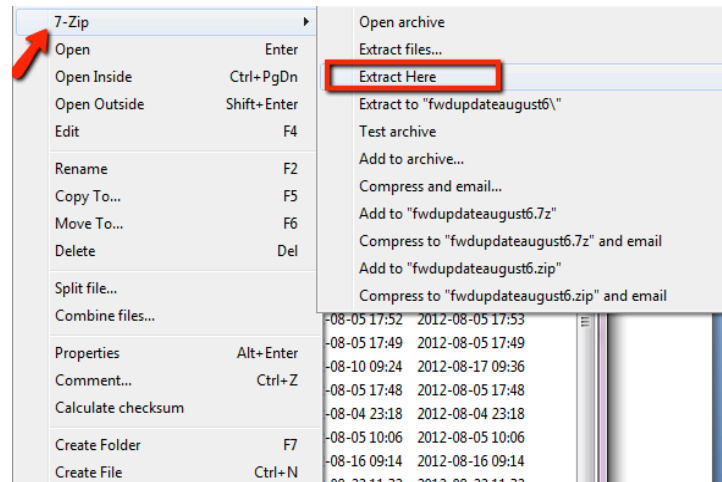 7-Zip
Open Enter
Open Inside Ctrl+PgDn
Open Outside Shift+Enter
Edit F4
Rename F2
Copy To... F5
Move To... F6
Delete Del
Split file...
Combine files...
Properties Alt+Enter
Comment... Ctrl+Z
Calculate checksum
Create Folder F7
Create File Ctrl+N
Open archive
Extract files...
Extract Here
Extract to "fwdupdateaugust6\"
Test archive
Add to archive...
Compress and email...
Add to "fwdupdateaugust6.7z"
Compress to "fwdupdateaugust6.7z" and email
Add to "fwdupdateaugust6.zip"
Compress to "fwdupdateaugust6.zip" and email
-08-05 17:52 2012-08-05 17:53
-08-05 17:49 2012-08-05 17:49
-08-10 09:24 2012-08-17 09:36
-08-05 17:48 2012-08-05 17:48
-08-04 23:18 2012-08-04 23:18
-08-05 10:06 2012-08-05 10:06
-08-16 09:14 2012-08-16 09:14